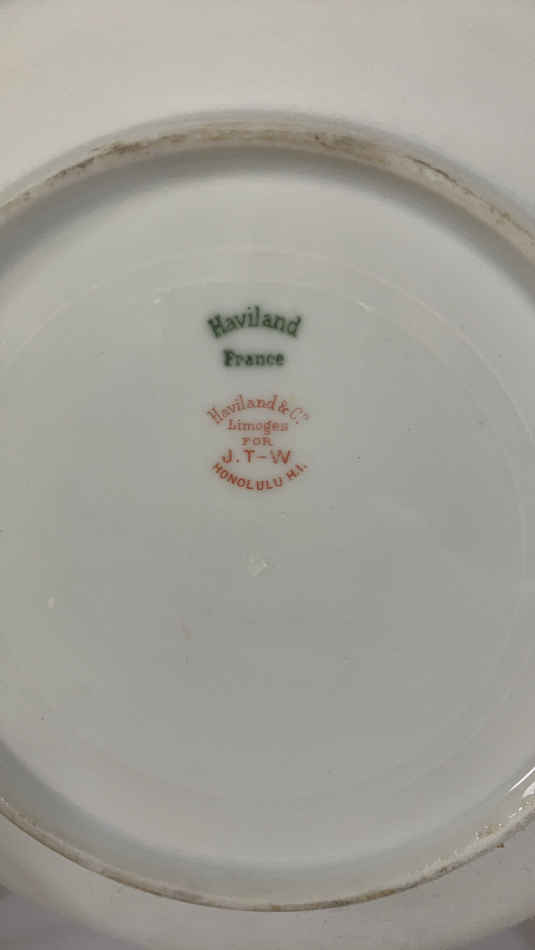 Haviland
France
Haviland & Co.
Limoges
FOR
J.T-W
HONOLULU H.I.